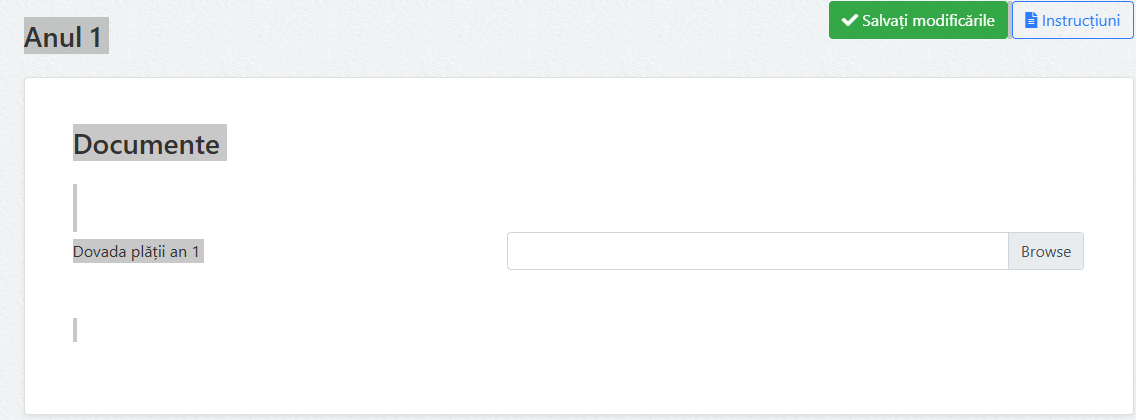 Anul 1
Salvați modificările
Instrucțiuni
Documente
Dovada plății an 1
Browse